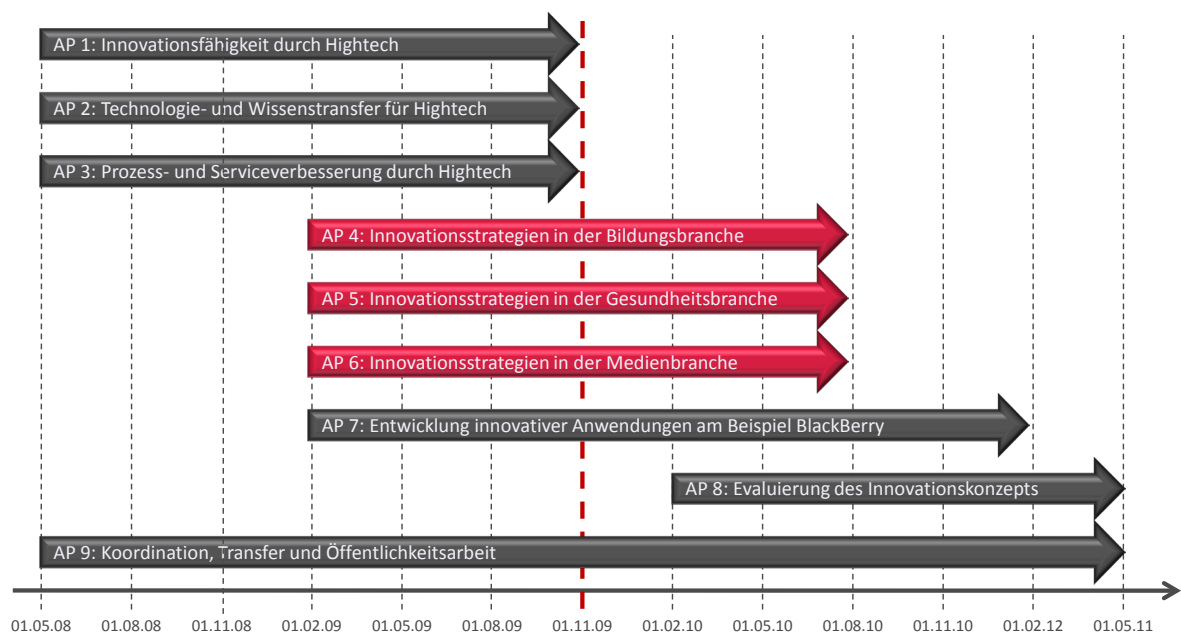 AP 1: Innovationsfähigkeit durch Hightech
AP 2: Technologie- und Wissenstransfer für Hightech
AP 3: Prozess- und Serviceverbesserung durch Hightech
AP 4: Innovationsstrategien in der Bildungsbranche
AP 5: Innovationsstrategien in der Gesundheitsbranche
AP 6: Innovationsstrategien in der Medienbranche
AP 7: Entwicklung innovativer Anwendungen am Beispiel BlackBerry
AP 8: Evaluierung des Innovationskonzepts
AP 9: Koordination, Transfer und Öffentlichkeitsarbeit
01.05.08 01.08.08 01.11.08 01.02.09 01.05.09 01.08.09 01.11.09 01.02.10 01.05.10 01.08.10 01.11.10 01.02.12 01.05.11